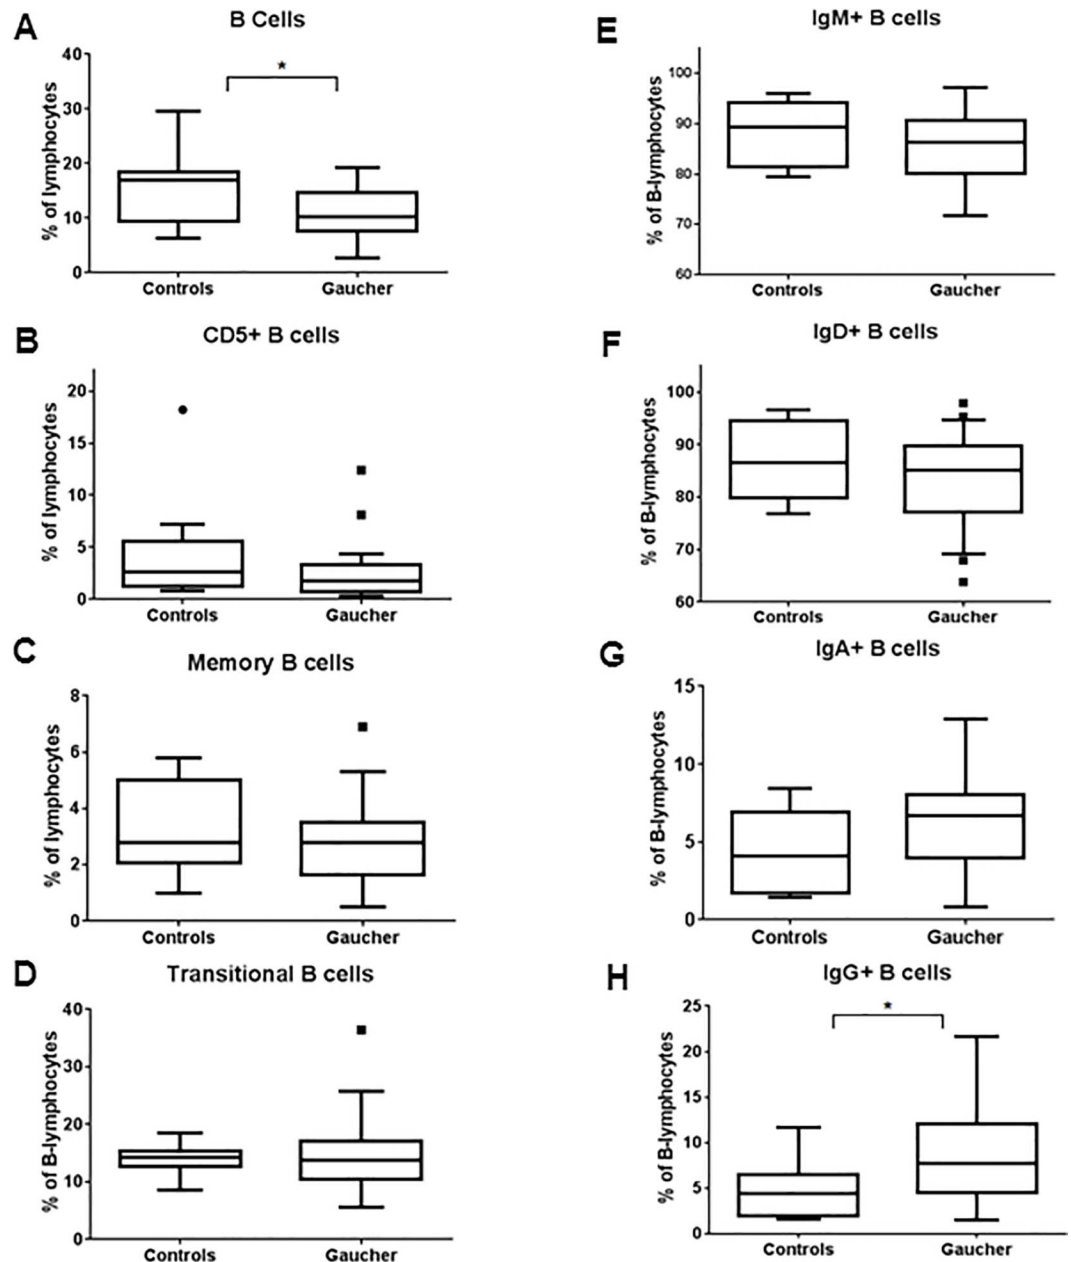 A
B Cells
*
% of lymphocytes
40
30
20
10
0
Controls Gaucher
B
CD5+ B cells
% of lymphocytes
20
15
10
5
0
Controls Gaucher
C
Memory B cells
% of lymphocytes
8
6
4
2
0
Controls Gaucher
D
Transitional B cells
% of B-lymphocytes
40
30
20
10
0
Controls Gaucher
E
IgM+ B cells
% of B-lymphocytes
100
90
80
70
60
Controls Gaucher
F
IgD+ B cells
% of B-lymphocytes
100
90
80
70
60
Controls Gaucher
G
IgA+ B cells
% of B-lymphocytes
15
10
5
0
Controls Gaucher
H
IgG+ B cells
*
% of B-lymphocytes
25
20
15
10
5
0
Controls Gaucher